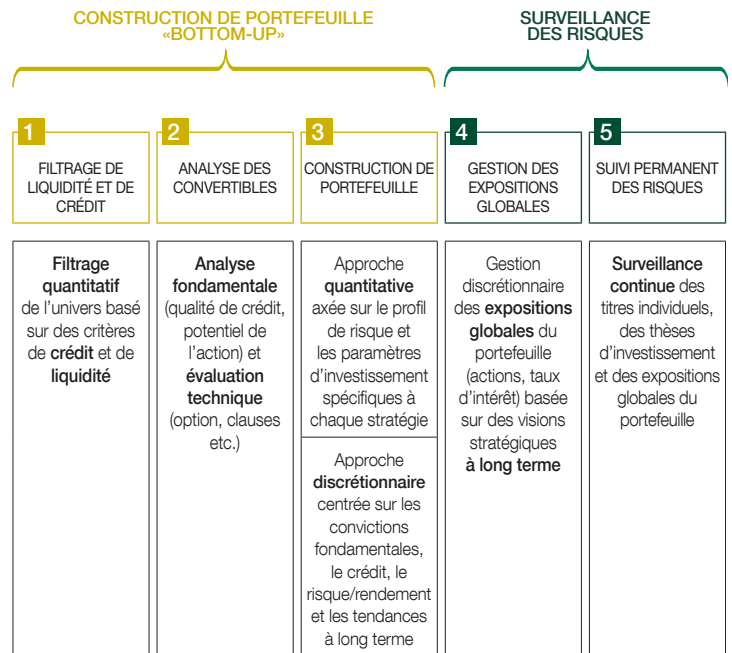 CONSTRUCTION DE PORTEFEUILLE
«BOTTOM-UP»
SURVEILLANCE
DES RISQUES
1
FILTRAGE DE
LIQUIDITÉ ET DE
CRÉDIT
2
ANALYSE DES
CONVERTIBLES
3
CONSTRUCTION DE
PORTEFEUILLE
4
GESTION DES
EXPOSITIONS
GLOBALES
5
SUIVI PERMANENT
DES RISQUES
Filtrage
quantitatif
de l'univers basé
sur des critères
de crédit et de
liquidité
Analyse
fondamentale
(qualité de crédit,
potentiel de
l'action) et
évaluation
technique
(option, clauses
etc.)
Approche
quantitative
axée sur le profil
de risque et
les paramètres
d'investissement
spécifiques à
chaque stratégie
Approche
discrétionnaire
centrée sur les
convictions
fondamentales,
le crédit, le
risque/rendement
et les tendances
à long terme
Gestion
discrétionnaire
des expositions
globales du
portefeuille
(actions, taux
d'intérêt) basée
sur des visions
stratégiques
à long terme
Surveillance
continue des
titres individuels,
des thèses
d'investissement
et des expositions
globales du
portefeuille